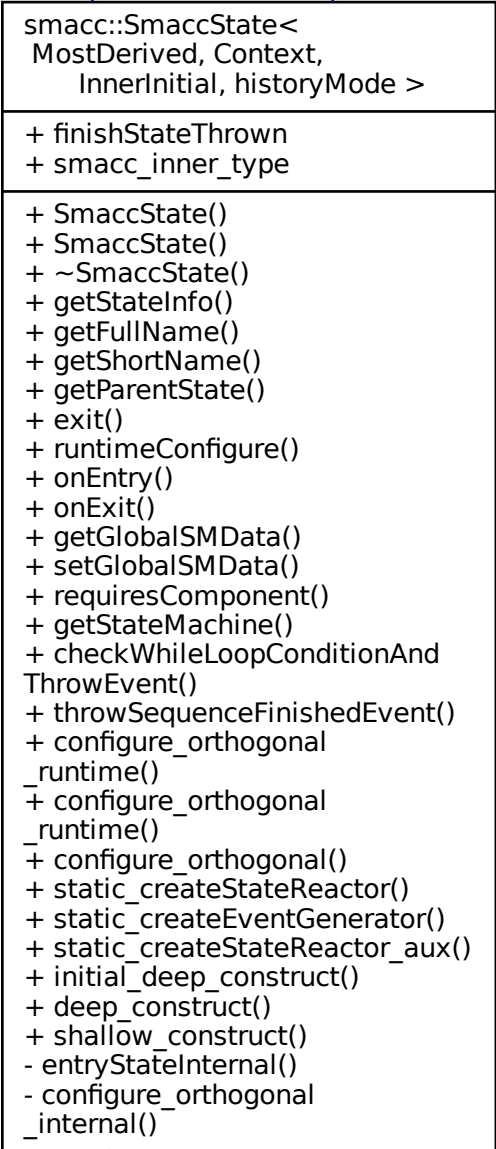 smacc::SmaccState<
MostDerived, Context,
InnerInitial, historyMode >
+ finishStateThrown
+ smacc_inner_type
+ SmaccState()
+ SmaccState()
+ ~SmaccState()
+ getStateInfo()
+ getFullName()
+ getShortName()
+ getParentState()
+ exit()
+ runtimeConfigure()
+ onEntry()
+ onExit()
+ getGlobalSMData()
+ setGlobalSMData()
+ requiresComponent()
+ getStateMachine()
+ checkWhileLoopConditionAnd
ThrowEvent()
+ throwSequenceFinishedEvent()
+ configure_orthogonal
_runtime()
+ configure_orthogonal
_runtime()
+ configure_orthogonal()
+ static_createStateReactor()
+ static_createEventGenerator()
+ static_createStateReactor_aux()
+ initial_deep_construct()
+ deep_construct()
+ shallow_construct()
- entryStateInternal()
- configure_orthogonal
_internal()